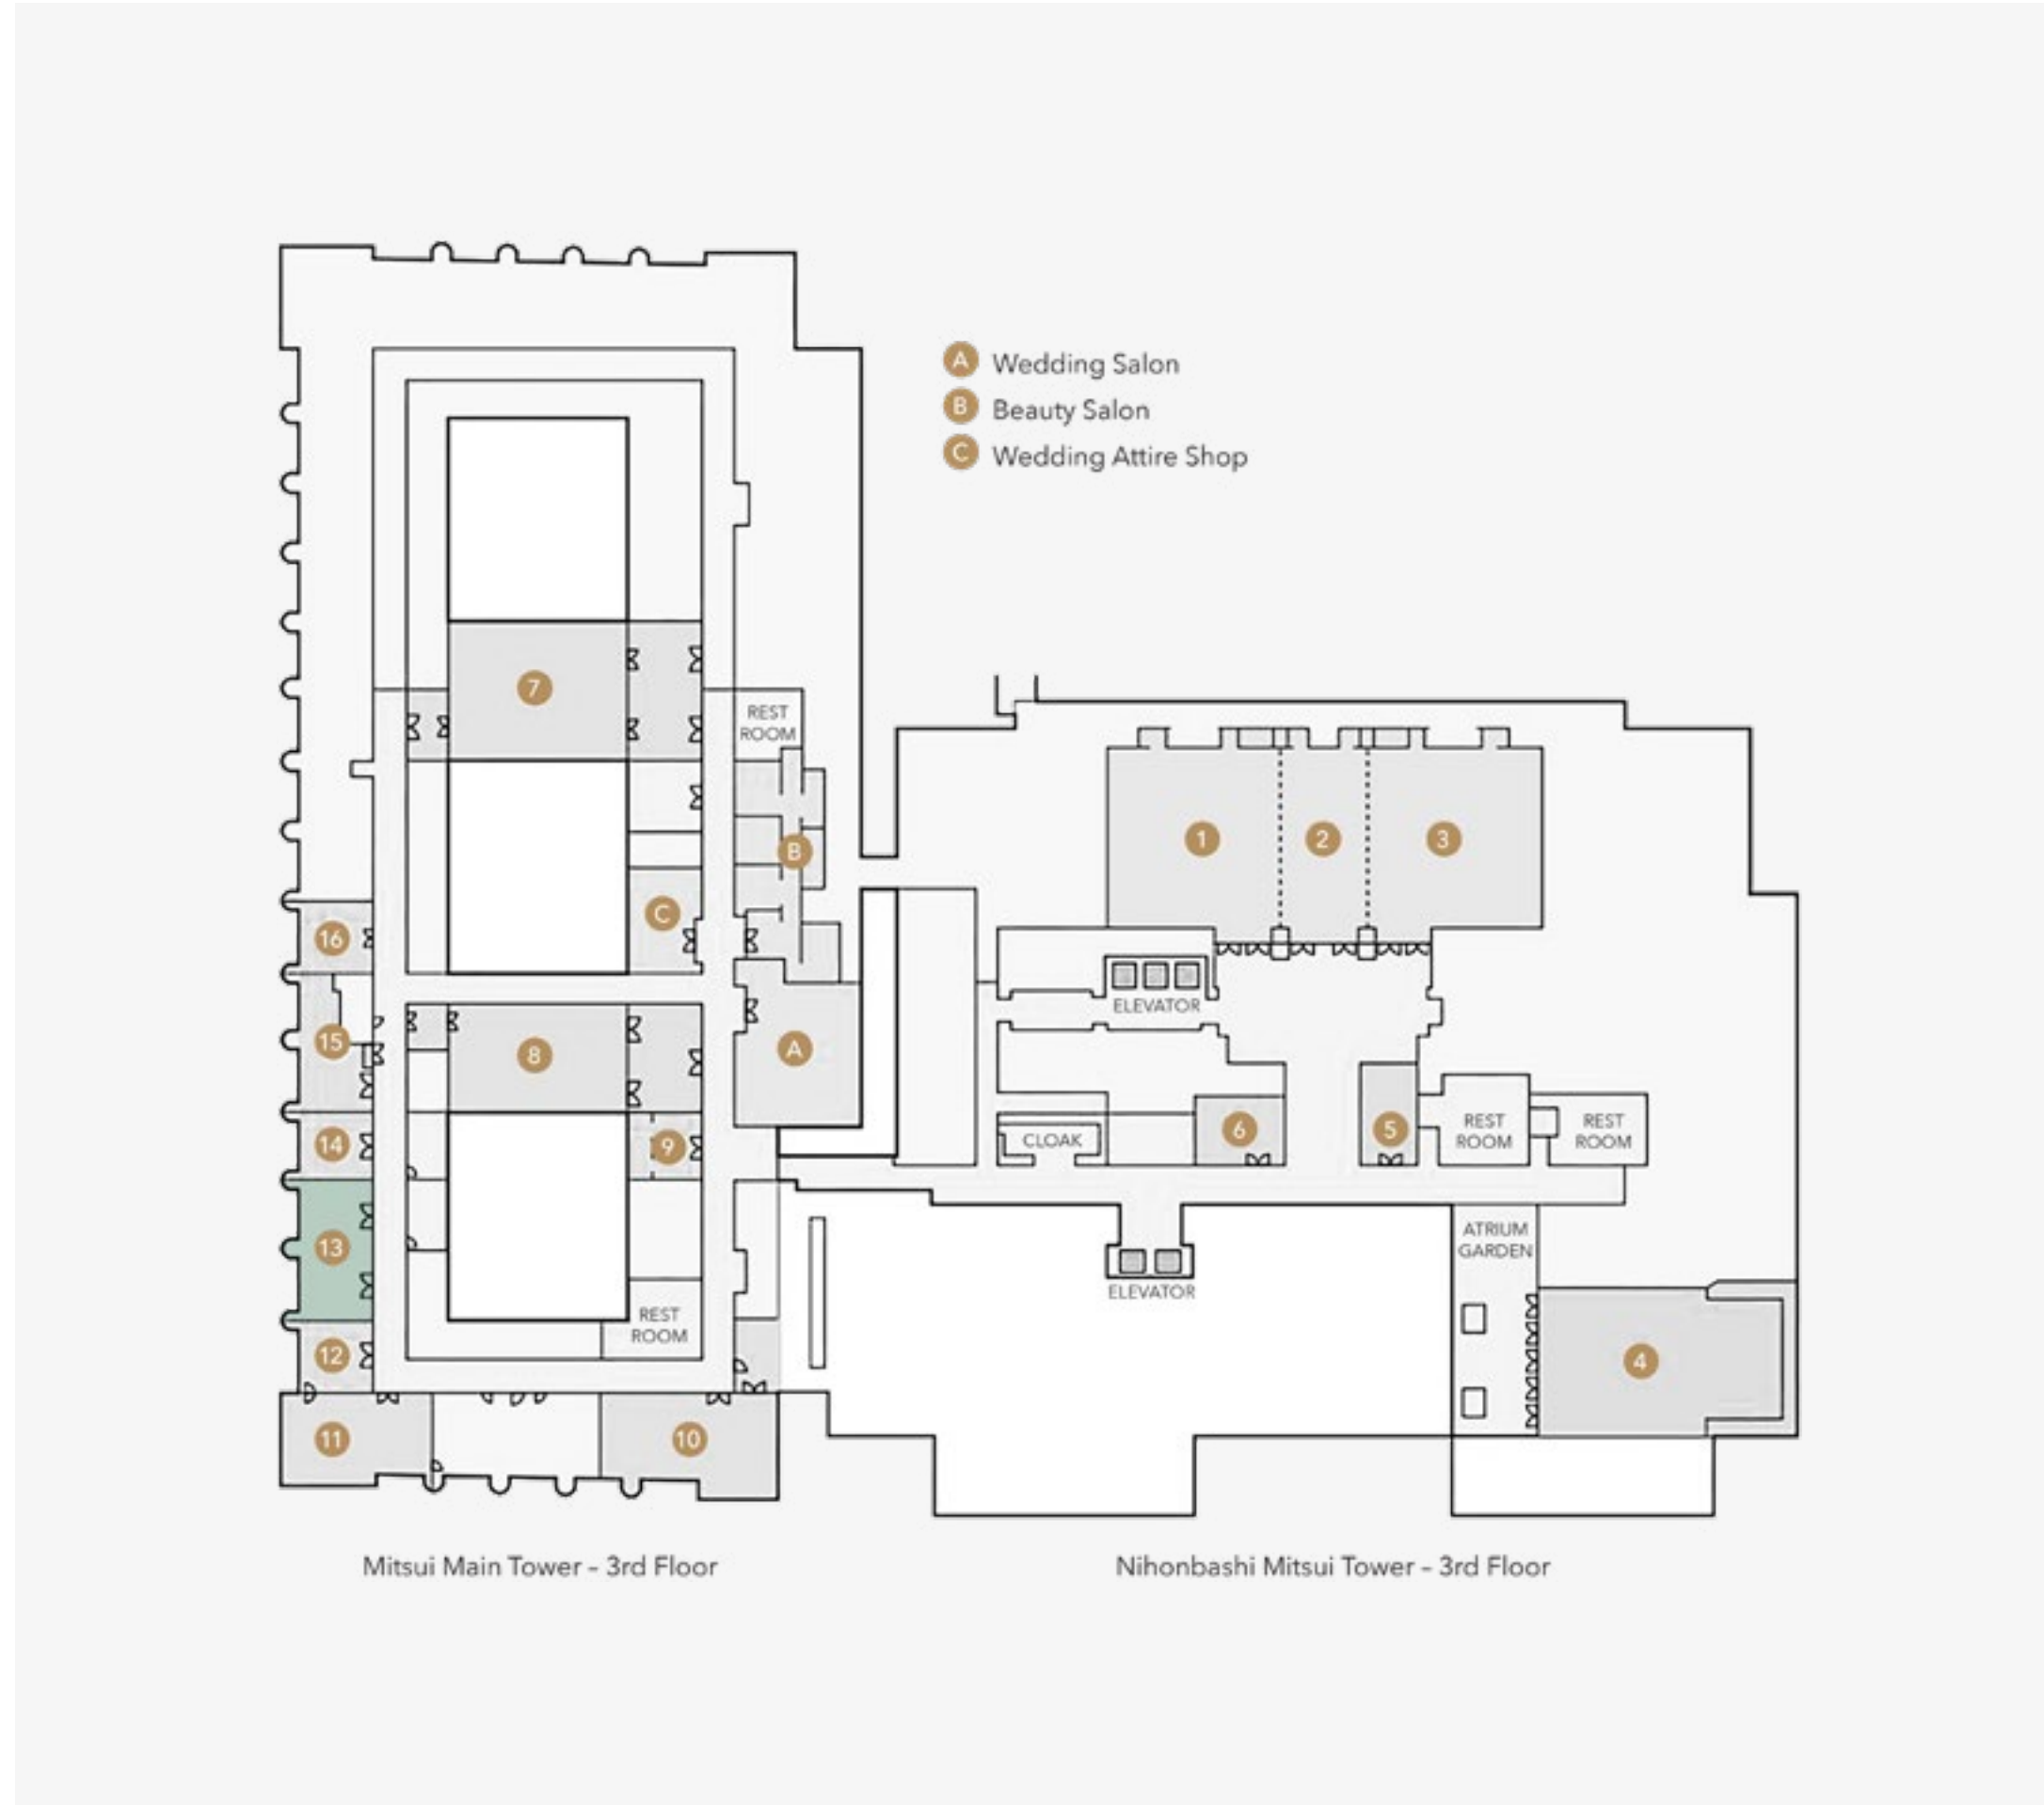 A Wedding Salon
B Beauty Salon
C Wedding Attire Shop
7
REST
ROOM
B
C
16
15
8
A
14
9
13
12
REST
ROOM
11
10
1
2
3
ELEVATOR
CLOAK
6
5
REST
ROOM
REST
ROOM
ELEVATOR
ATRIUM
GARDEN
4
Mitsui Main Tower – 3rd Floor
Nihonbashi Mitsui Tower – 3rd Floor